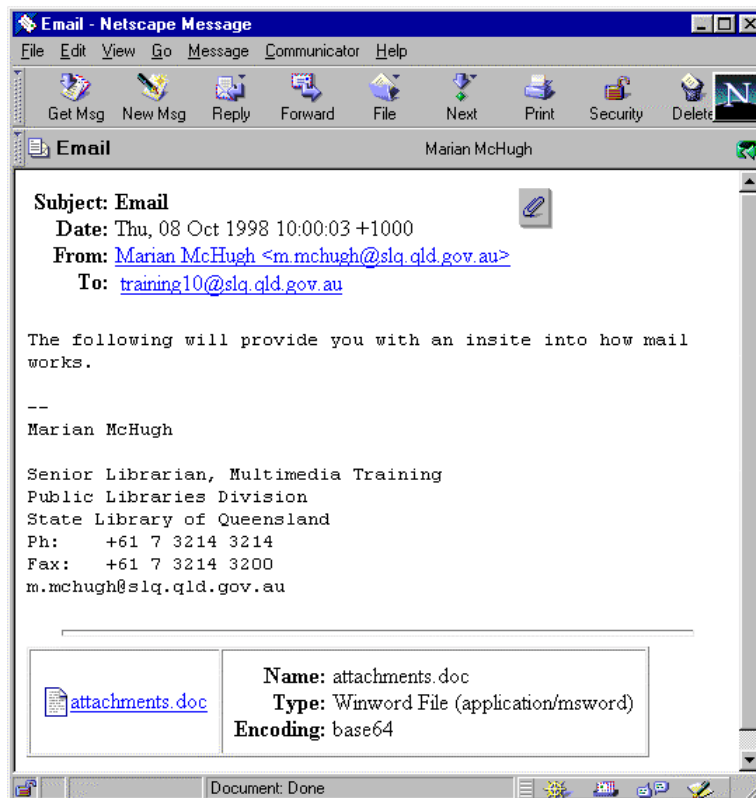 Email - Netscape Message
File Edit View Go Message Communicator Help
Get Msg New Msg Reply Forward File Next Print Security Delete N
Email Marian McHugh
Subject: Email
Date: Thu, 08 Oct 1998 10:00:03 +1000
From: Marian McHugh <m.mchugh@slq.qld.gov.au>
To: training10@slq.qld.gov.au
The following will provide you with an insite into how mail
works.
--
Marian McHugh
Senior Librarian, Multimedia Training
Public Libraries Division
State Library of Queensland
Ph: +61 7 3214 3214
Fax: +61 7 3214 3200
m.mchugh@slq.qld.gov.au
attachments.doc
Name: attachments.doc
Type: Winword File (application/msword)
Encoding: base64
Document: Done